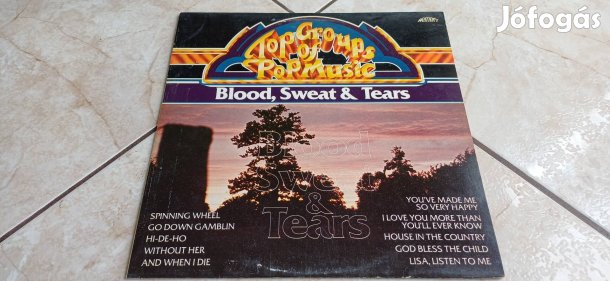 Jófogás
Top Groups
of
Pop Music
Blood, Sweat & Tears
Blood
Sweat
&
Tears
SPINNING WHEEL
GO DOWN GAMBLIN
HI-DE-HO
WITHOUT HER
AND WHEN I DIE
YOU'VE MADE ME
SO VERY HAPPY
I LOVE YOU MORE THAN
YOU'LL EVER KNOW
HOUSE IN THE COUNTRY
GOD BLESS THE CHILD
LISA, LISTEN TO ME